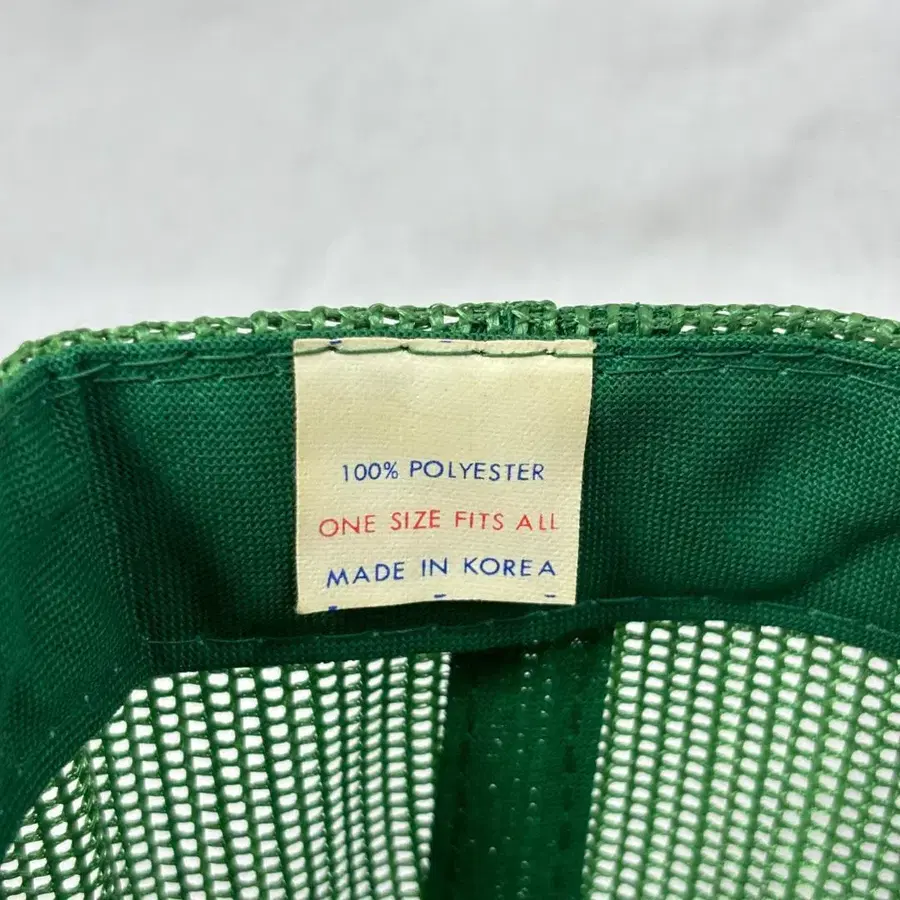 100% POLYESTER
ONE SIZE FITS ALL
MADE IN KOREA